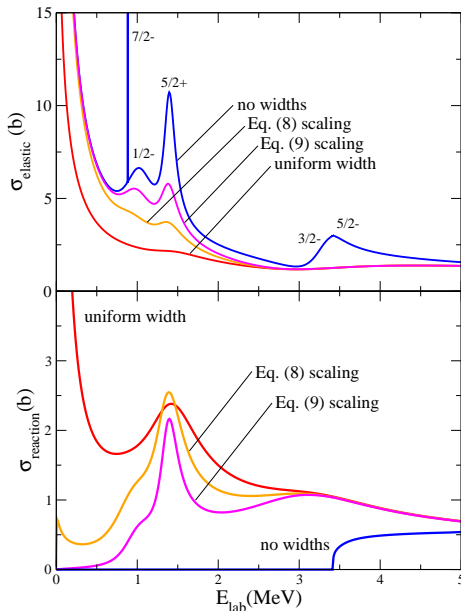 15
7/2-
5/2+
no widths
Eq. (8) scaling
Eq. (9) scaling
uniform width
10
σelastic(b)
1/2-
5
3/2-
5/2-
0
uniform width
3
Eq. (8) scaling
Eq. (9) scaling
2
σreaction(b)
1
no widths
0
0 1 2 3 4 5
Elab(MeV)